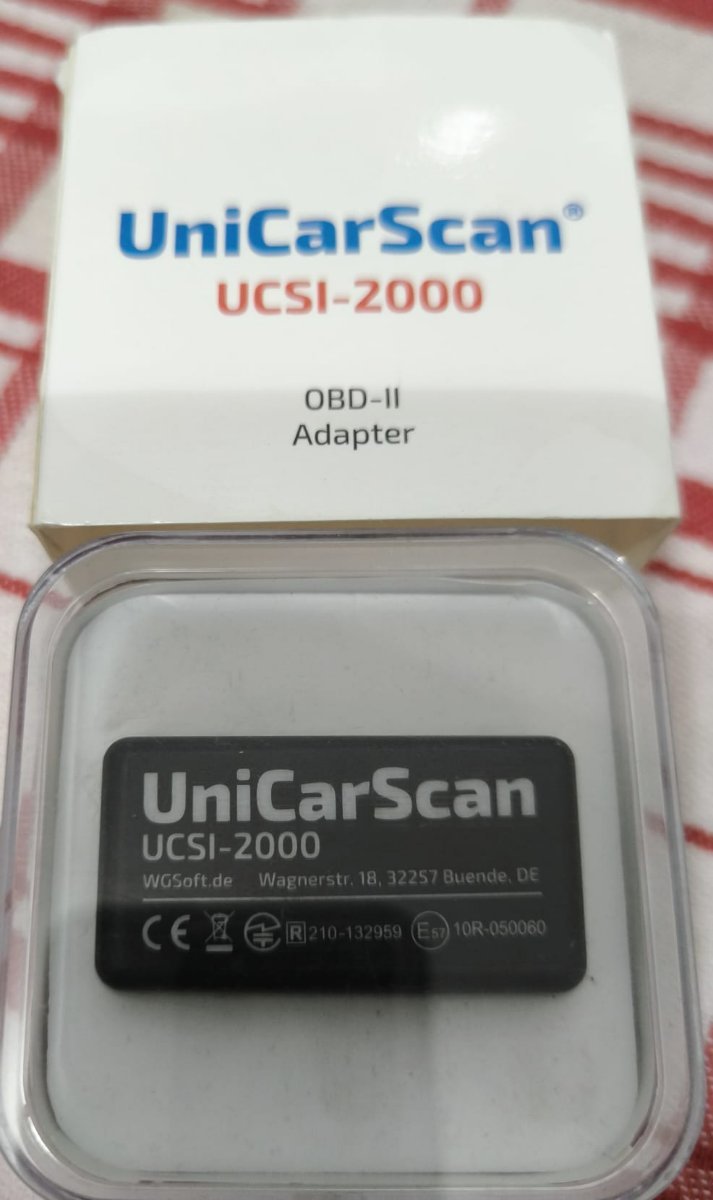 UniCarScan®
UCSI-2000
OBD-II
Adapter
UniCarScan
UCSI-2000
WGSoft.de Wagnerstr. 18, 32257 Buende, DE
CE R 210-132959 E57 10R-050060